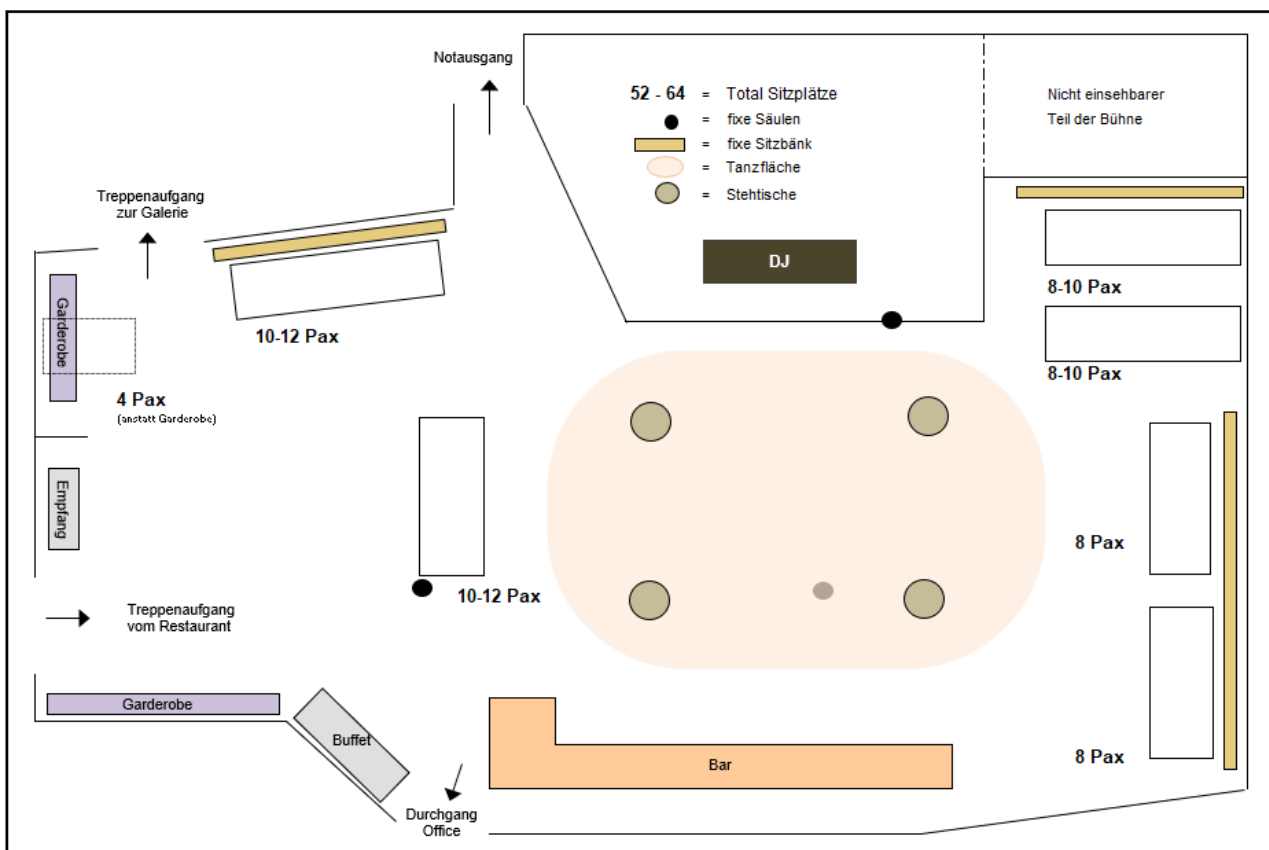 Notausgang
52 - 64 = Total Sitzplätze
= fixe Säulen
= fixe Sitzbänk
= Tanzfläche
= Stehtische
Nicht einsehbarer
Teil der Bühne
Treppenaufgang
zur Galerie
DJ
Garderobe
10-12 Pax
8-10 Pax
8-10 Pax
4 Pax
(anstatt Garderobe)
Empfang
8 Pax
10-12 Pax
Treppenaufgang
vom Restaurant
Garderobe
Buffet
Bar
8 Pax
Durchgang
Office